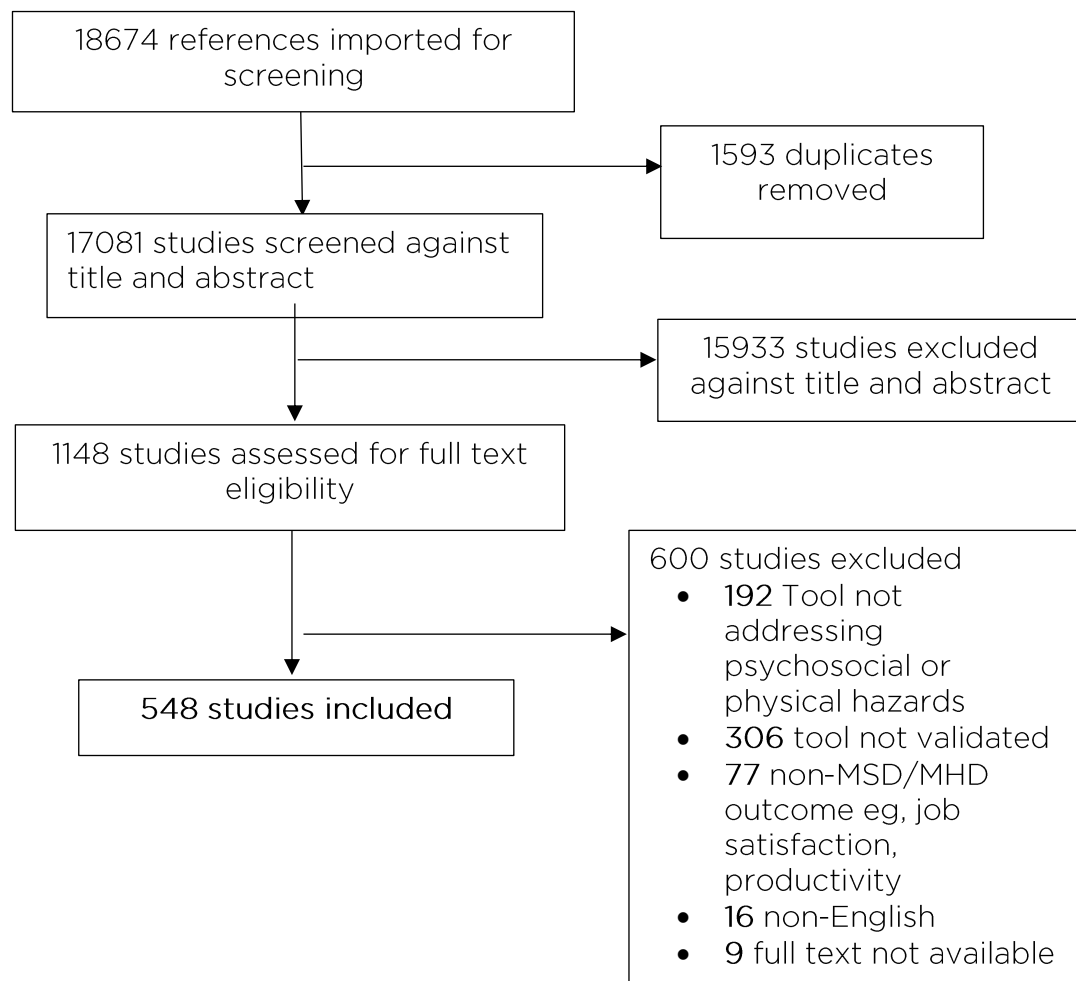 18674 references imported for
screening
1593 duplicates
removed
17081 studies screened against
title and abstract
15933 studies excluded
against title and abstract
1148 studies assessed for full text
eligibility
600 studies excluded
• 192 Tool not
addressing
psychosocial or
physical hazards
• 306 tool not validated
• 77 non-MSD/MHD
outcome eg, job
satisfaction,
productivity
• 16 non-English
• 9 full text not available
548 studies included